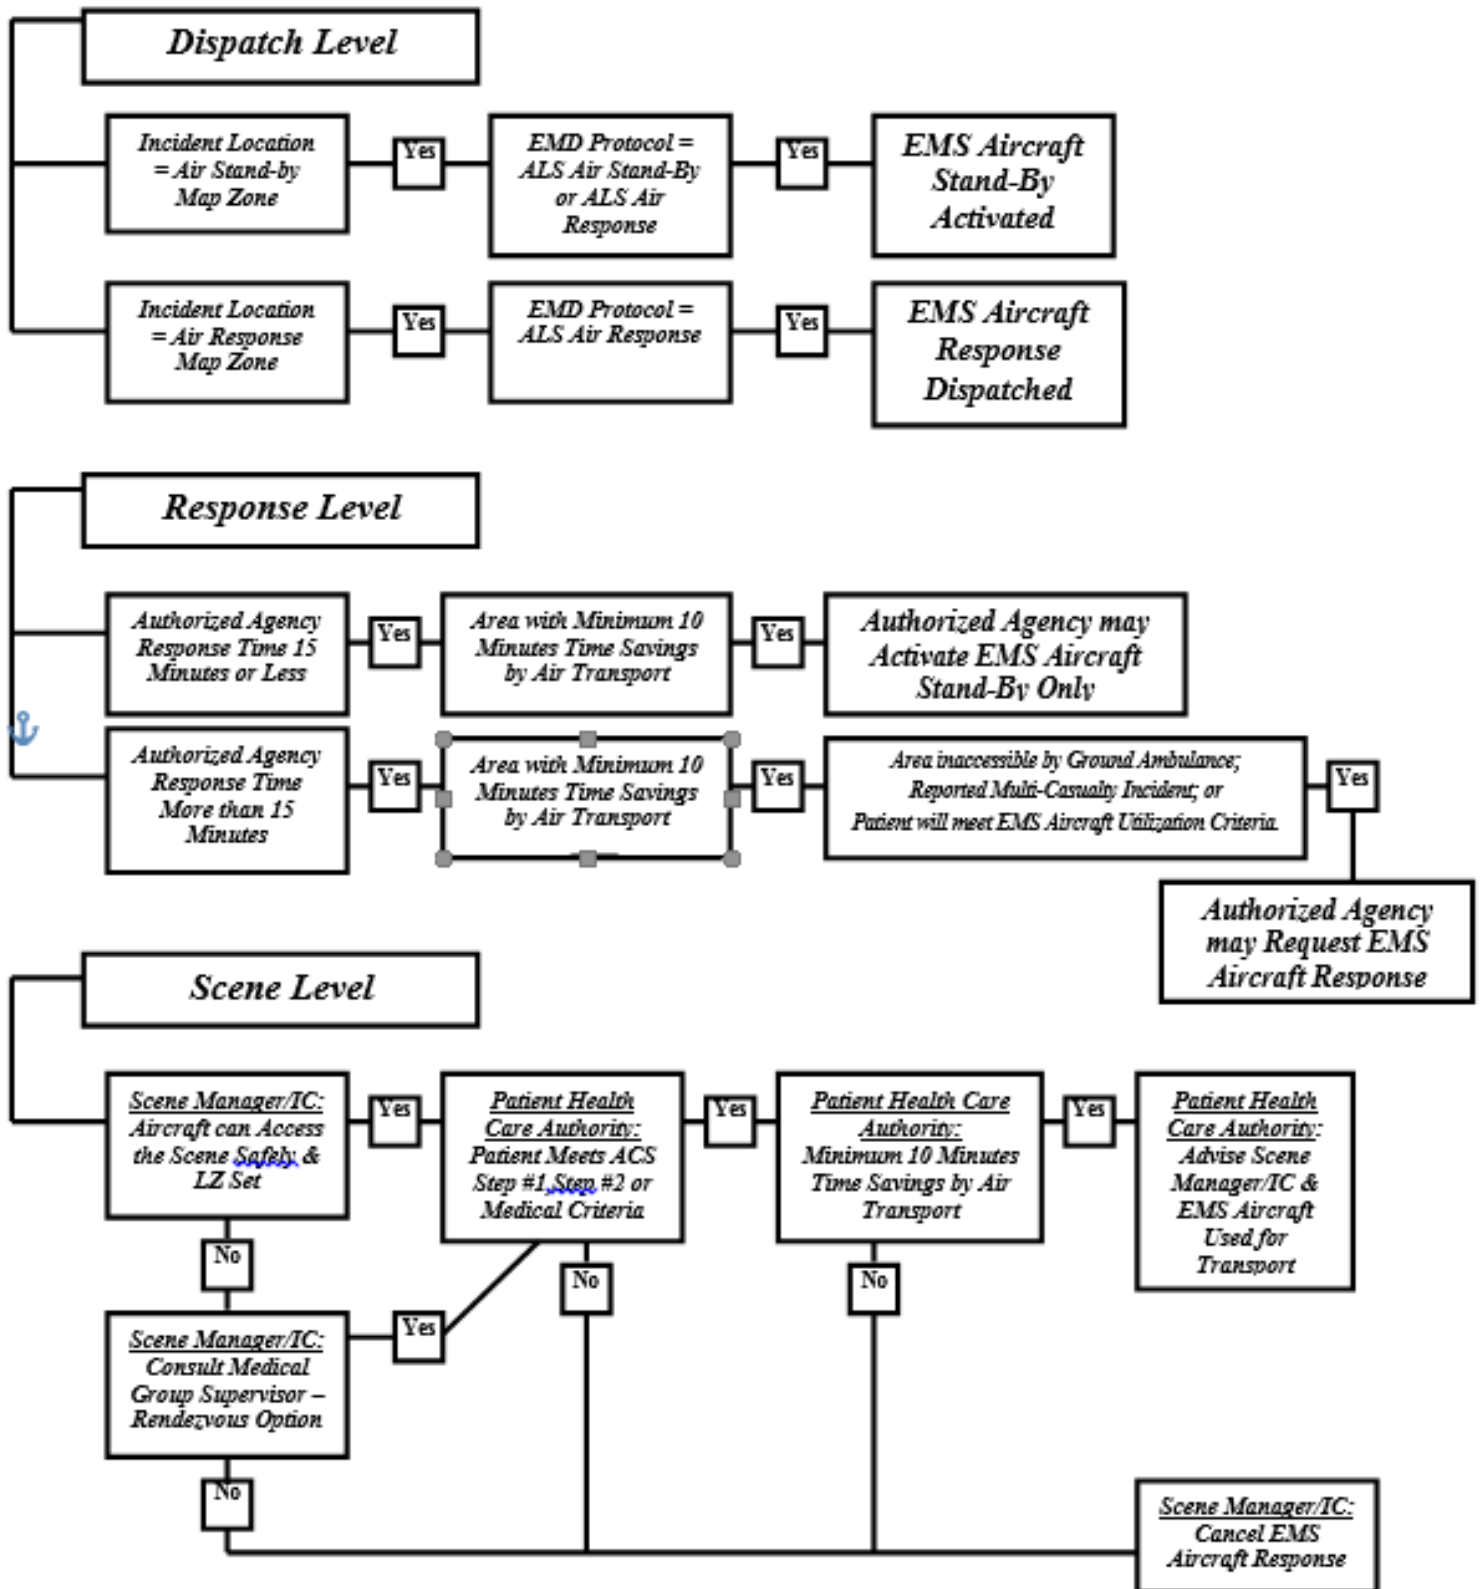 Dispatch Level
Incident Location
= Air Stand-by
Map Zone
Yes
EMD Protocol =
ALS Air Stand-By
or ALS Air
Response
Yes
EMS Aircraft
Stand-By
Activated
Incident Location
= Air Response
Map Zone
Yes
EMD Protocol =
ALS Air Response
Yes
EMS Aircraft
Response
Dispatched
Response Level
Authorized Agency
Response Time 15
Minutes or Less
Yes
Area with Minimum 10
Minutes Time Savings
by Air Transport
Yes
Authorized Agency may
Activate EMS Aircraft
Stand-By Only
Authorized Agency
Response Time
More than 15
Minutes
Yes
Area with Minimum 10
Minutes Time Savings
by Air Transport
Yes
Area inaccessible by Ground Ambulance;
Reported Multi-Casualty Incident; or
Patient will meet EMS Aircraft Utilization Criteria.
Yes
Authorized Agency
may Request EMS
Aircraft Response
Scene Level
Scene Manager/IC:
Aircraft can Access
the Scene Safely &
LZ Set
Yes
Patient Health
Care Authority:
Patient Meets ACS
Step #1,Step #2 or
Medical Criteria
Yes
Patient Health Care
Authority:
Minimum 10 Minutes
Time Savings by Air
Transport
Yes
Patient Health
Care Authority:
Advise Scene
Manager/IC &
EMS Aircraft
Used for
Transport
No
No
No
Scene Manager/IC:
Consult Medical
Group Supervisor –
Rendezvous Option
Yes
No
Scene Manager/IC:
Cancel EMS
Aircraft Response